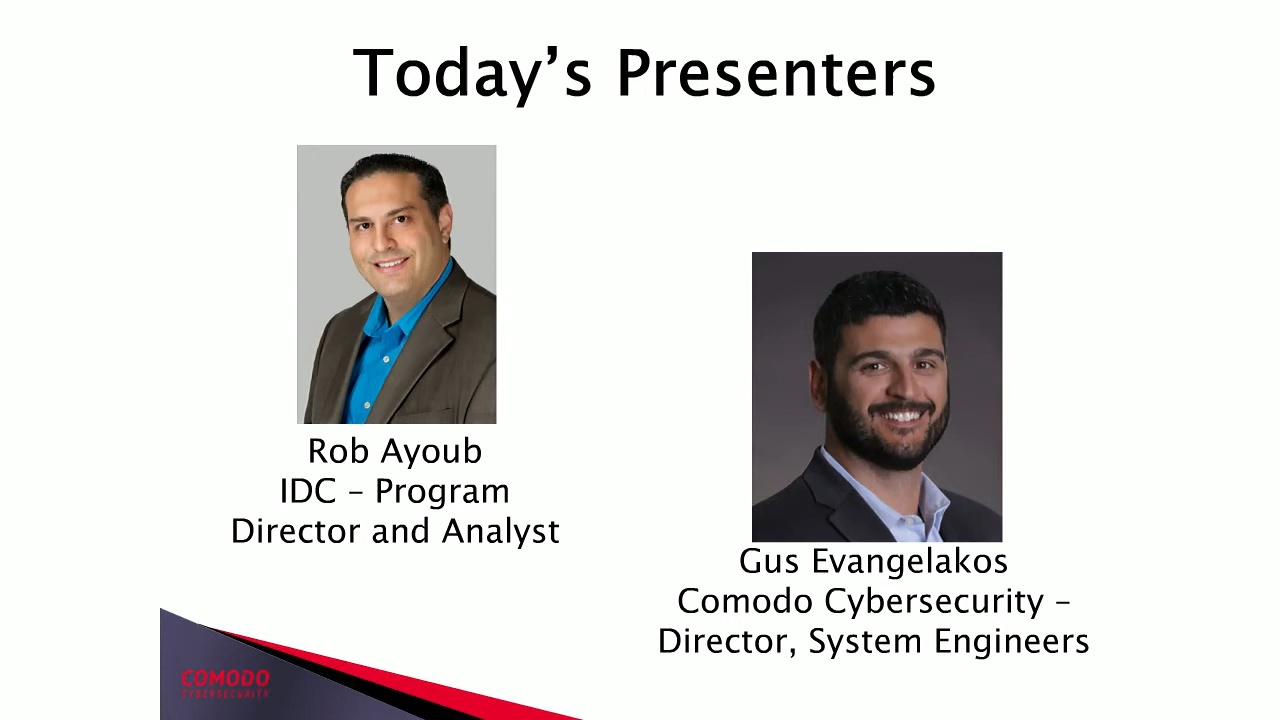 Today’s Presenters
Rob Ayoub
IDC – Program
Director and Analyst
Gus Evangelakos
Comodo Cybersecurity –
Director, System Engineers
COMODO
CYBERSECURITY